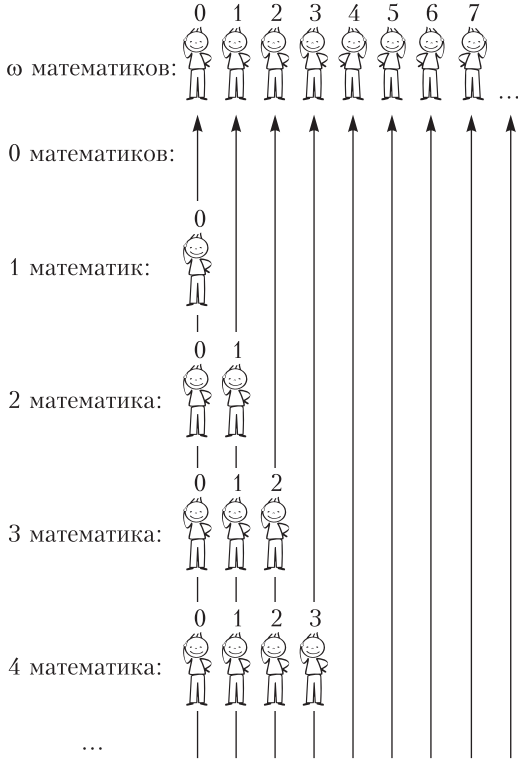 0 1 2 3 4 5 6 7
ω математиков: ...
0 математиков:
0
1 математик:
0 1
2 математика:
0 1 2
3 математика:
0 1 2 3
4 математика:
...